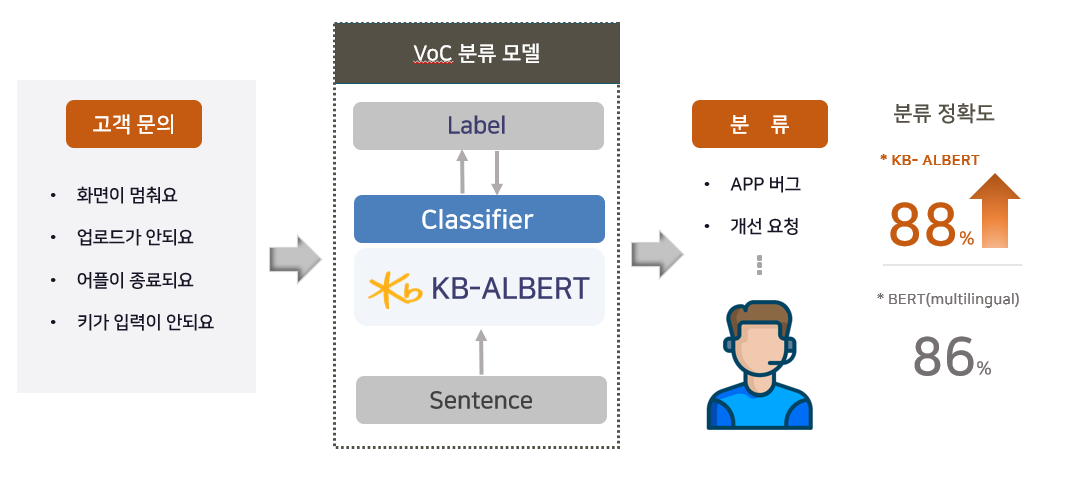 고객 문의
• 화면이 멈춰요
• 업로드가 안되요
• 어플이 종료되요
• 키가 입력이 안되요
VoC 분류 모델
Label
Classifier
Kb KB-ALBERT
Sentence
분 류
• APP 버그
• 개선 요청
분류 정확도
* KB- ALBERT
88%
* BERT(multilingual)
86%